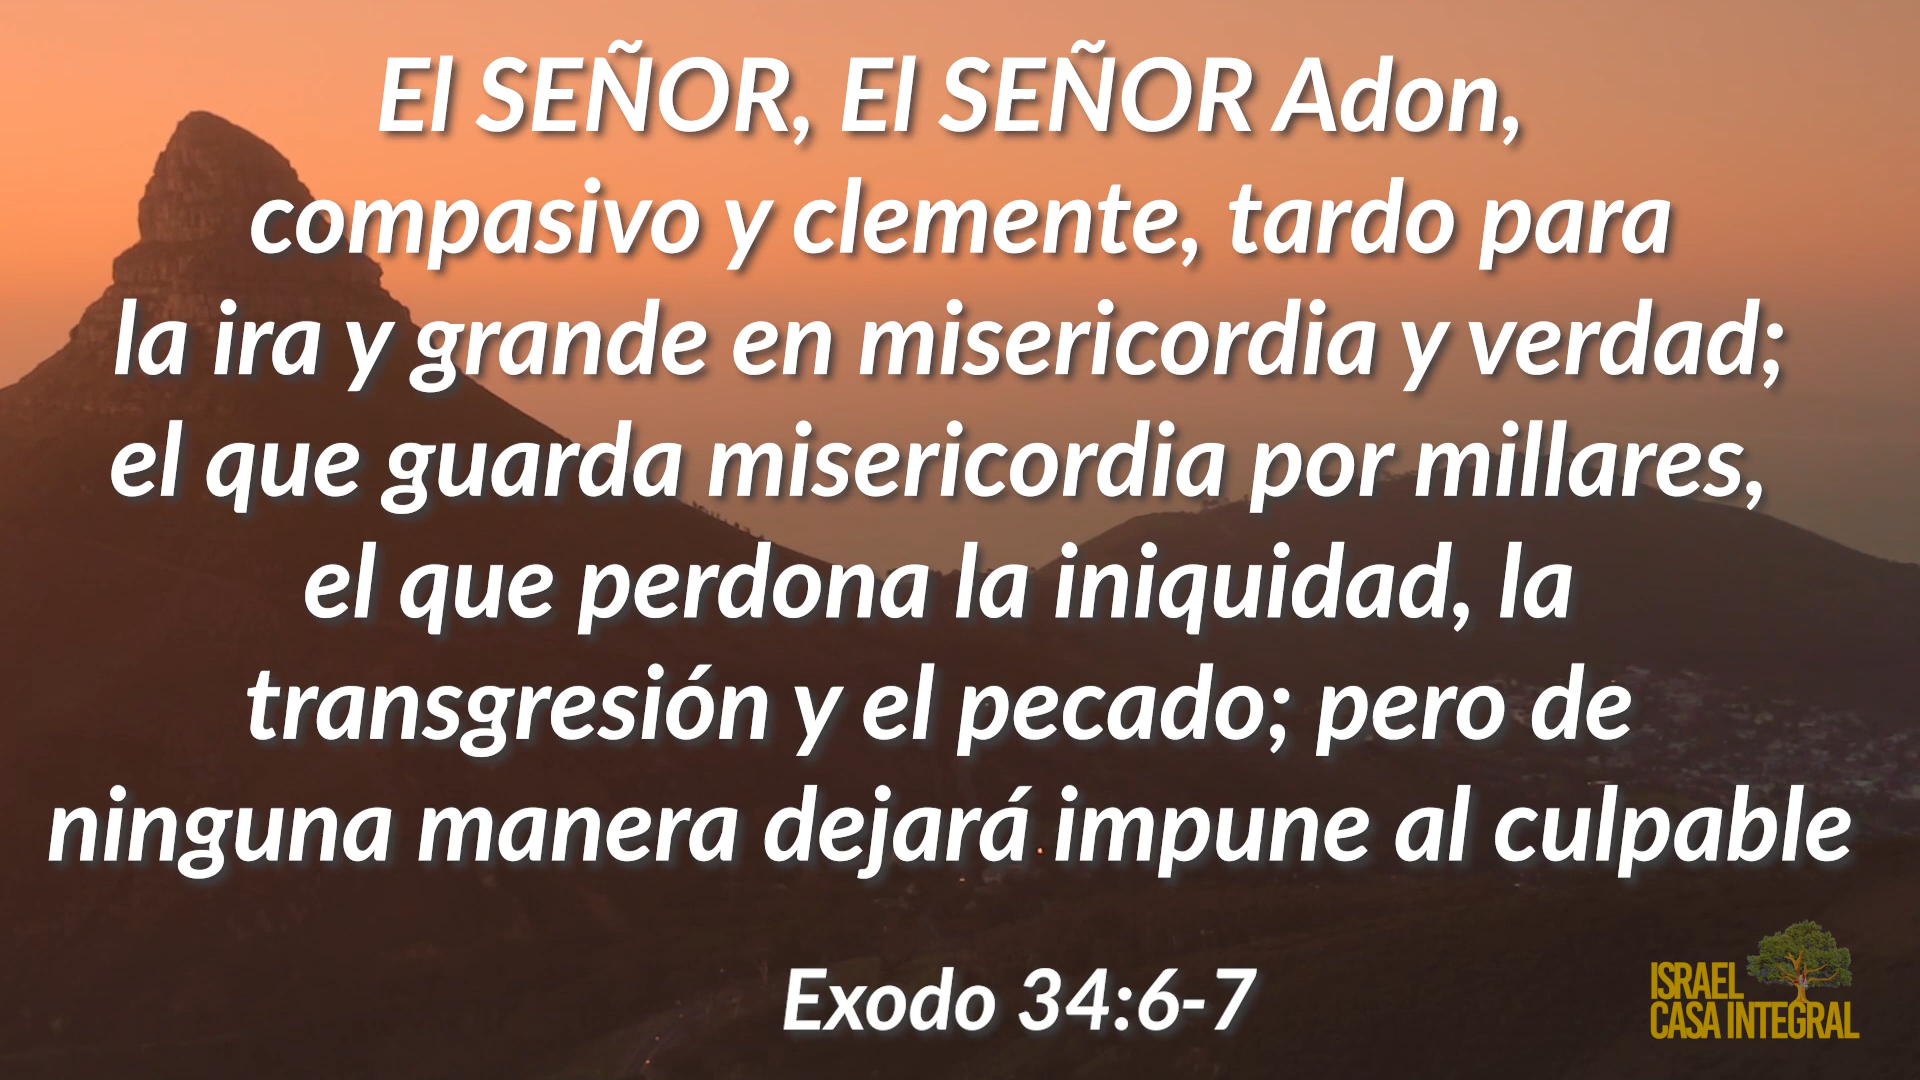 El SEÑOR, El SEÑOR Adon,
compasivo y clemente, tardo para
la ira y grande en misericordia y verdad;
el que guarda misericordia por millares,
el que perdona la iniquidad, la
transgresión y el pecado; pero de
ninguna manera dejará impune al culpable
Exodo 34:6-7
ISRAEL
CASA INTEGRAL